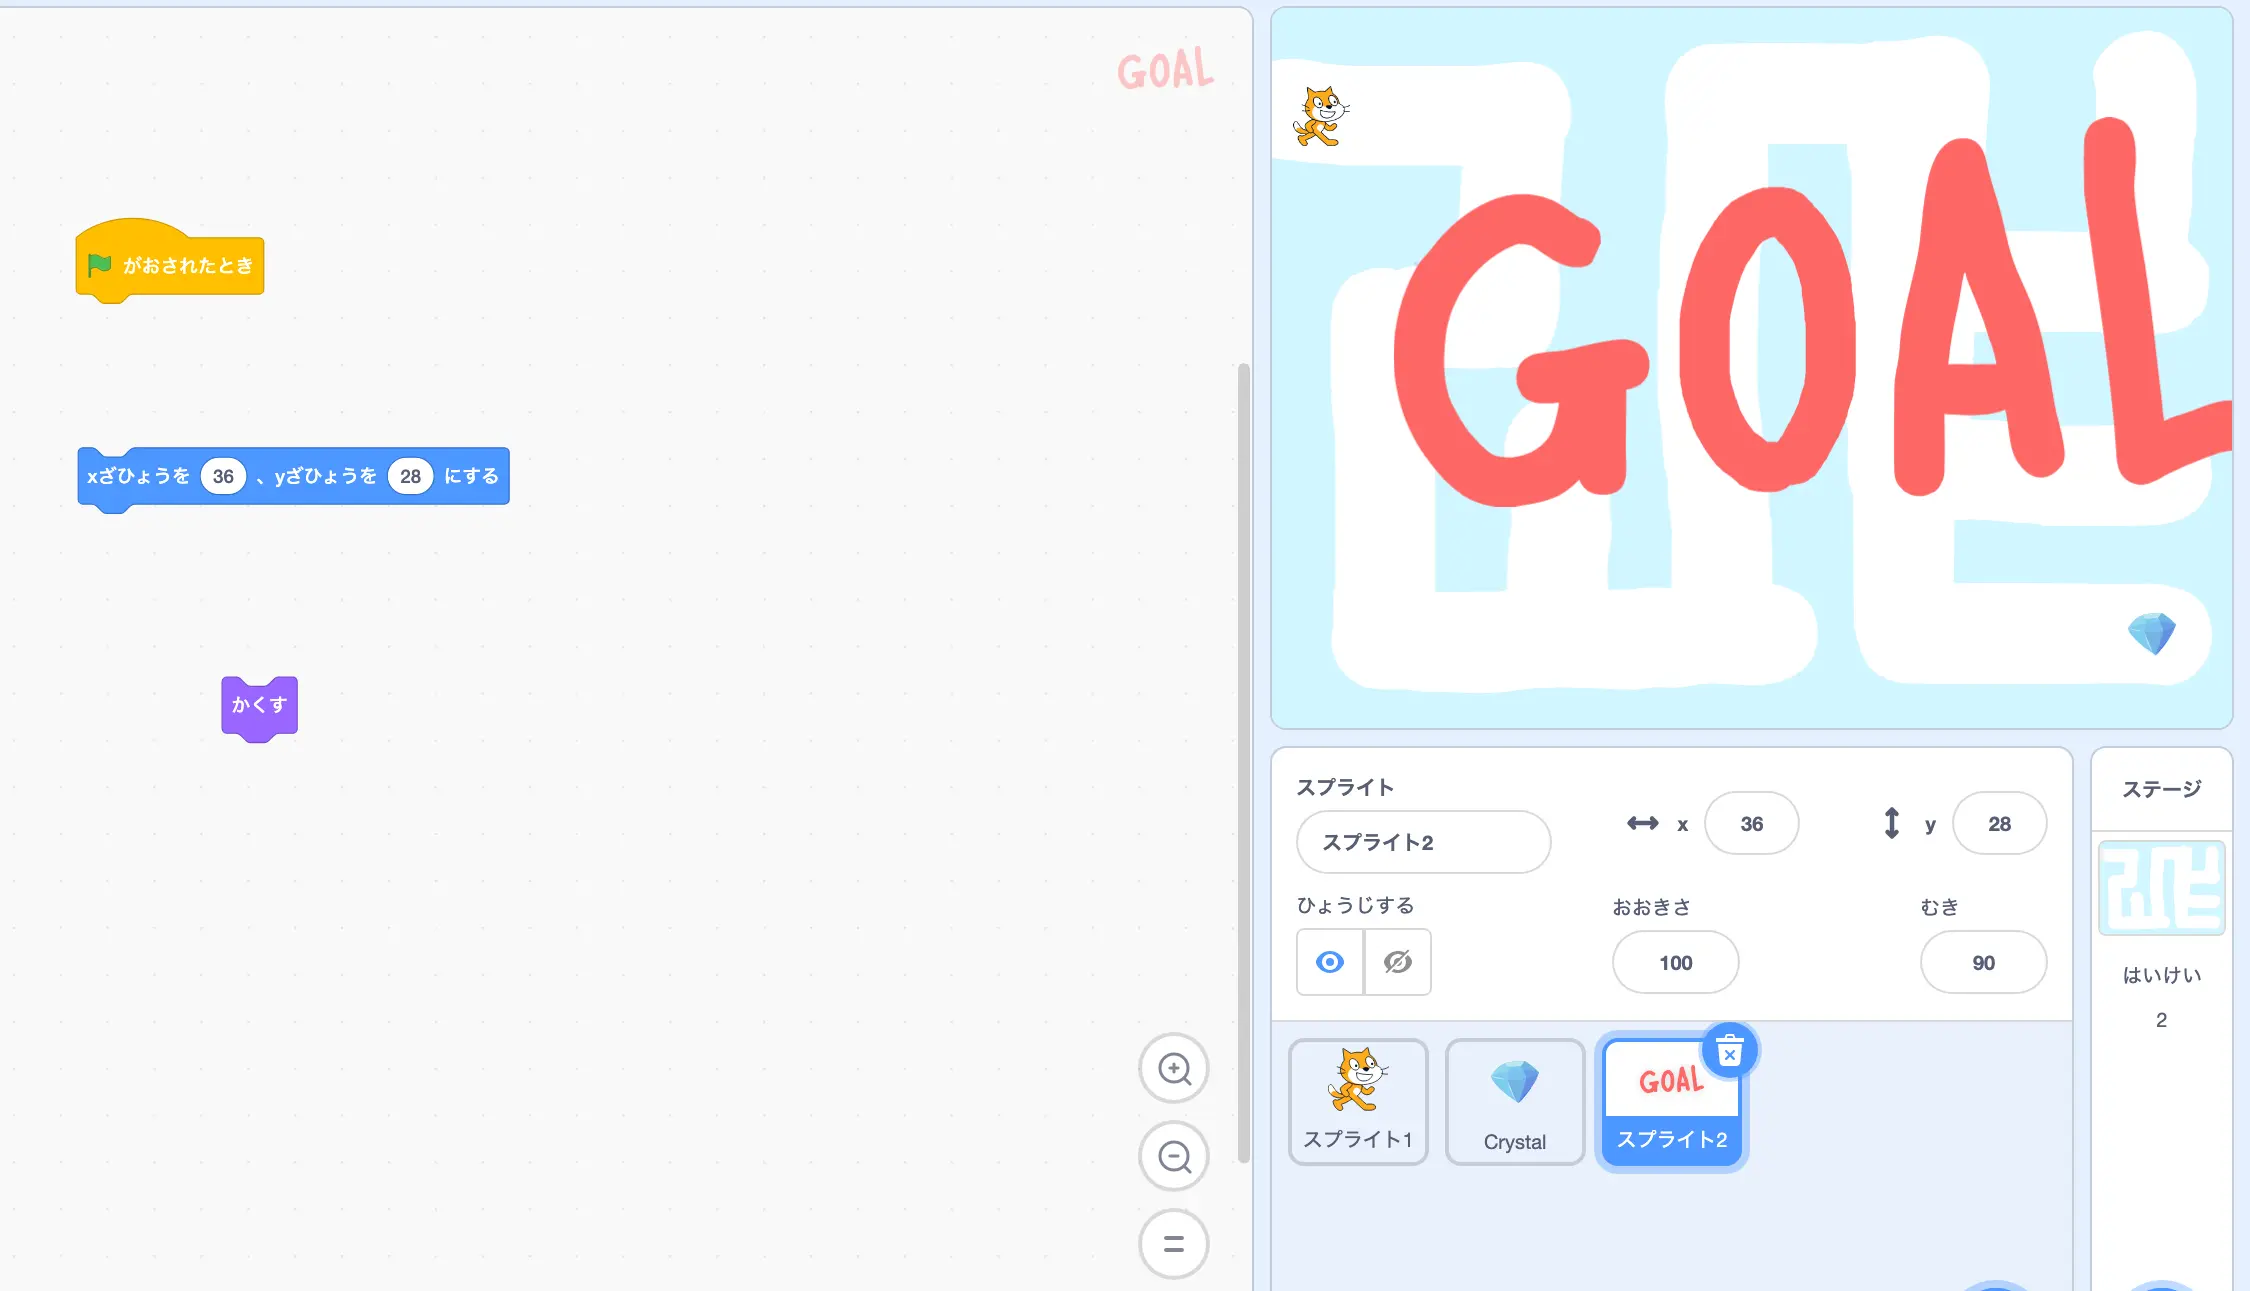 GOAL
がおされたとき
xざひょうを 36 、yざひょうを 28 にする
かくす
GOAL
スプライト
スプライト2
x 36
y 28
ひょうじする
おおきさ
100
むき
90
スプライト1
Crystal
GOAL
スプライト2
ステージ
はいけい
2